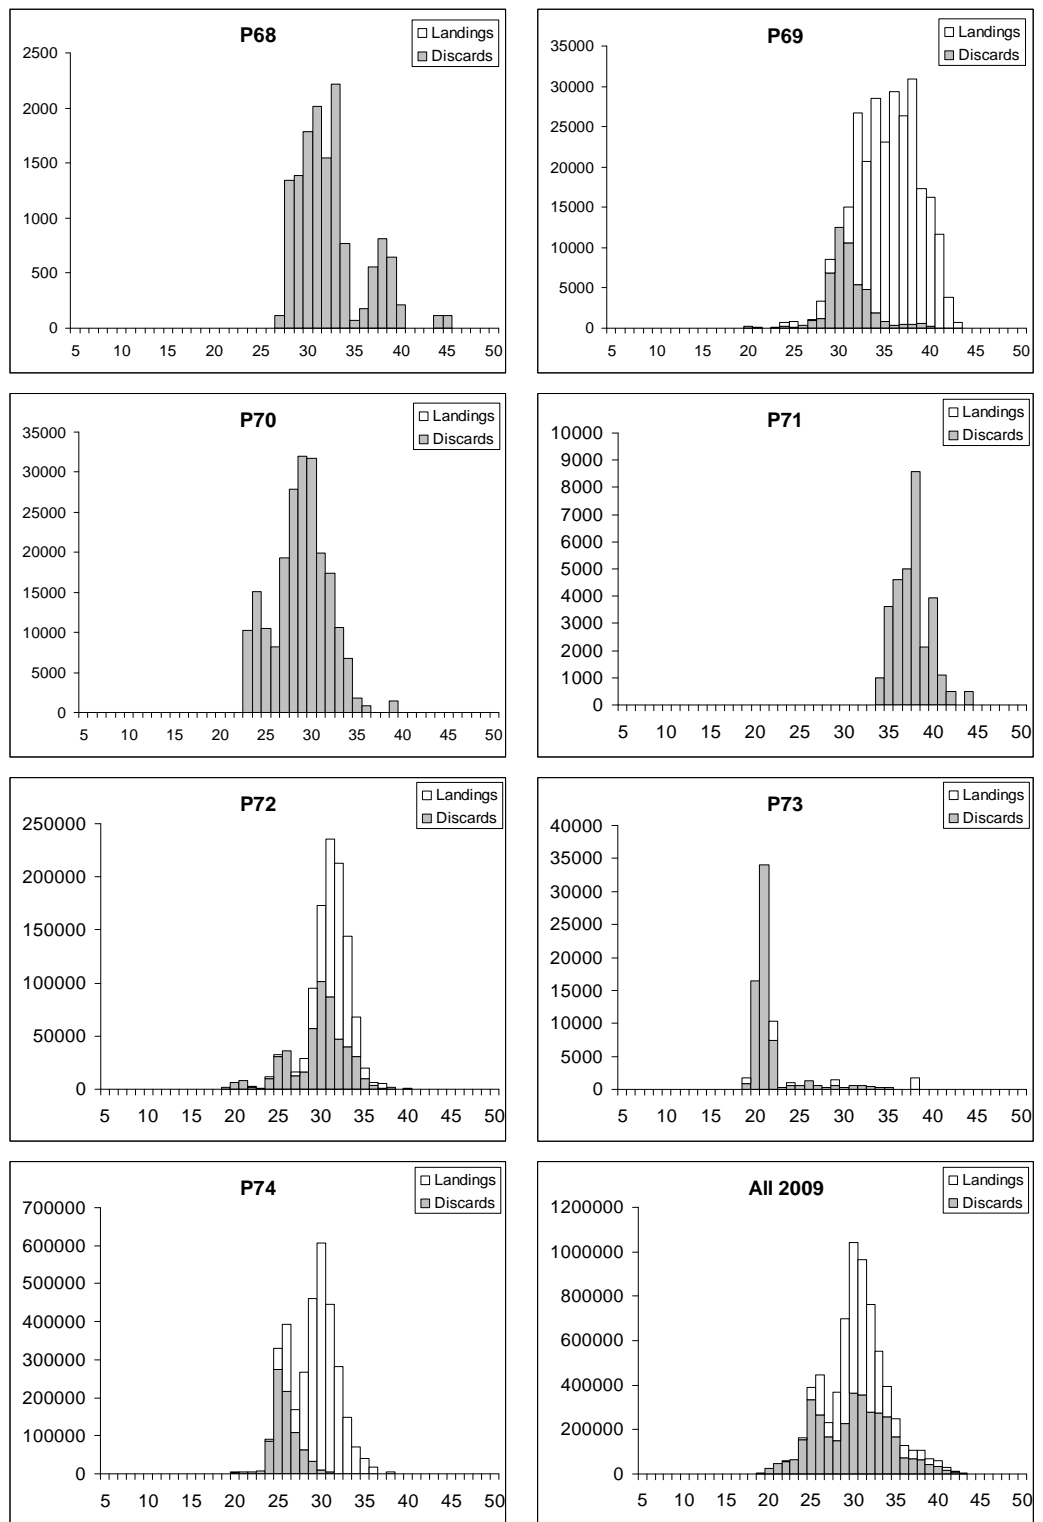 P68
Landings
Discards
2500
2000
1500
1000
500
0
5 10 15 20 25 30 35 40 45 50
P69
Landings
Discards
35000
30000
25000
20000
15000
10000
5000
0
5 10 15 20 25 30 35 40 45 50
P70
Landings
Discards
35000
30000
25000
20000
15000
10000
5000
0
5 10 15 20 25 30 35 40 45 50
P71
Landings
Discards
10000
9000
8000
7000
6000
5000
4000
3000
2000
1000
0
5 10 15 20 25 30 35 40 45 50
P72
Landings
Discards
250000
200000
150000
100000
50000
0
5 10 15 20 25 30 35 40 45 50
P73
Landings
Discards
40000
35000
30000
25000
20000
15000
10000
5000
0
5 10 15 20 25 30 35 40 45 50
P74
Landings
Discards
700000
600000
500000
400000
300000
200000
100000
0
5 10 15 20 25 30 35 40 45 50
All 2009
Landings
Discards
1200000
1000000
800000
600000
400000
200000
0
5 10 15 20 25 30 35 40 45 50